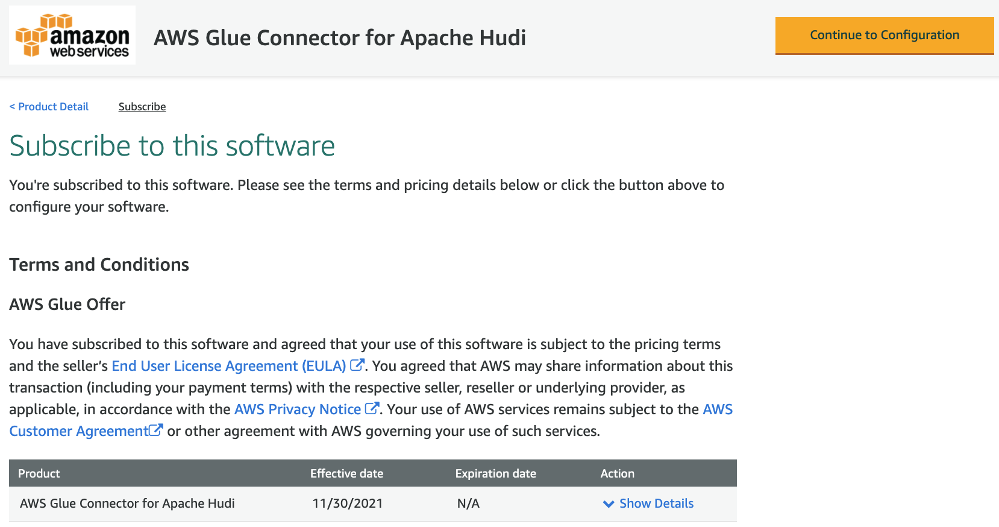 amazon
web services
AWS Glue Connector for Apache Hudi
Continue to Configuration
< Product Detail
Subscribe
Subscribe to this software
You're subscribed to this software. Please see the terms and pricing details below or click the button above to
configure your software.
Terms and Conditions
AWS Glue Offer
You have subscribed to this software and agreed that your use of this software is subject to the pricing terms
and the seller’s End User License Agreement (EULA). You agreed that AWS may share information about this
transaction (including your payment terms) with the respective seller, reseller or underlying provider, as
applicable, in accordance with the AWS Privacy Notice. Your use of AWS services remains subject to the AWS
Customer Agreement or other agreement with AWS governing your use of such services.
Product Effective date Expiration date Action
AWS Glue Connector for Apache Hudi 11/30/2021 N/A Show Details